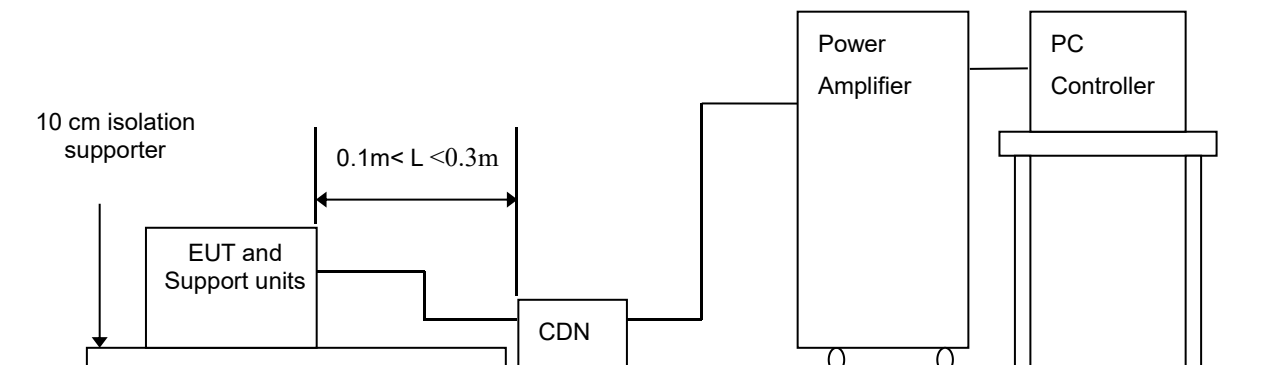 Power
Amplifier
PC
Controller
10 cm isolation
supporter
0.1m< L <0.3m
EUT and
Support units
CDN